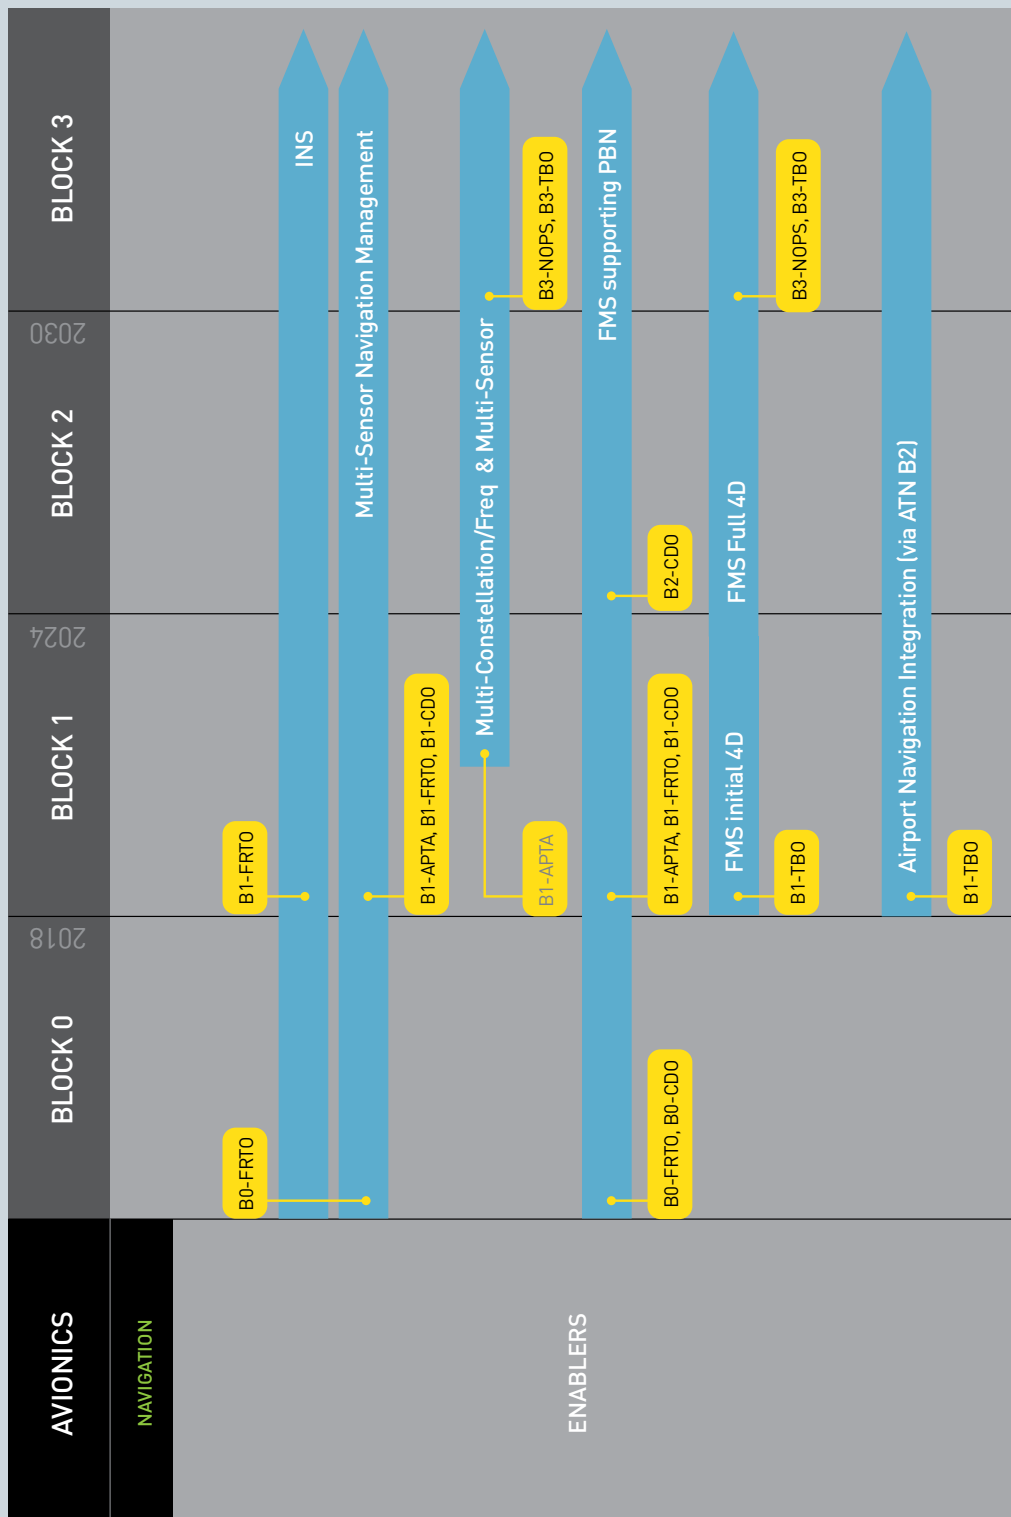 AVIONICS
BLOCK 0
2018
BLOCK 1
2024
BLOCK 2
2030
BLOCK 3
NAVIGATION
ENABLERS
B0-FRTO
B1-FRTO
INS
Multi-Sensor Navigation Management
B1-APTA, B1-FRTO, B1-CDO
Multi-Constellation/Freq & Multi-Sensor
B1-APTA
B3-NOPS, B3-TBO
FMS supporting PBN
B0-FRTO, B0-CDO
B1-APTA, B1-FRTO, B1-CDO
B2-CDO
FMS initial 4D
FMS Full 4D
B1-TBO
B3-NOPS, B3-TBO
Airport Navigation Integration (via ATN B2)
B1-TBO